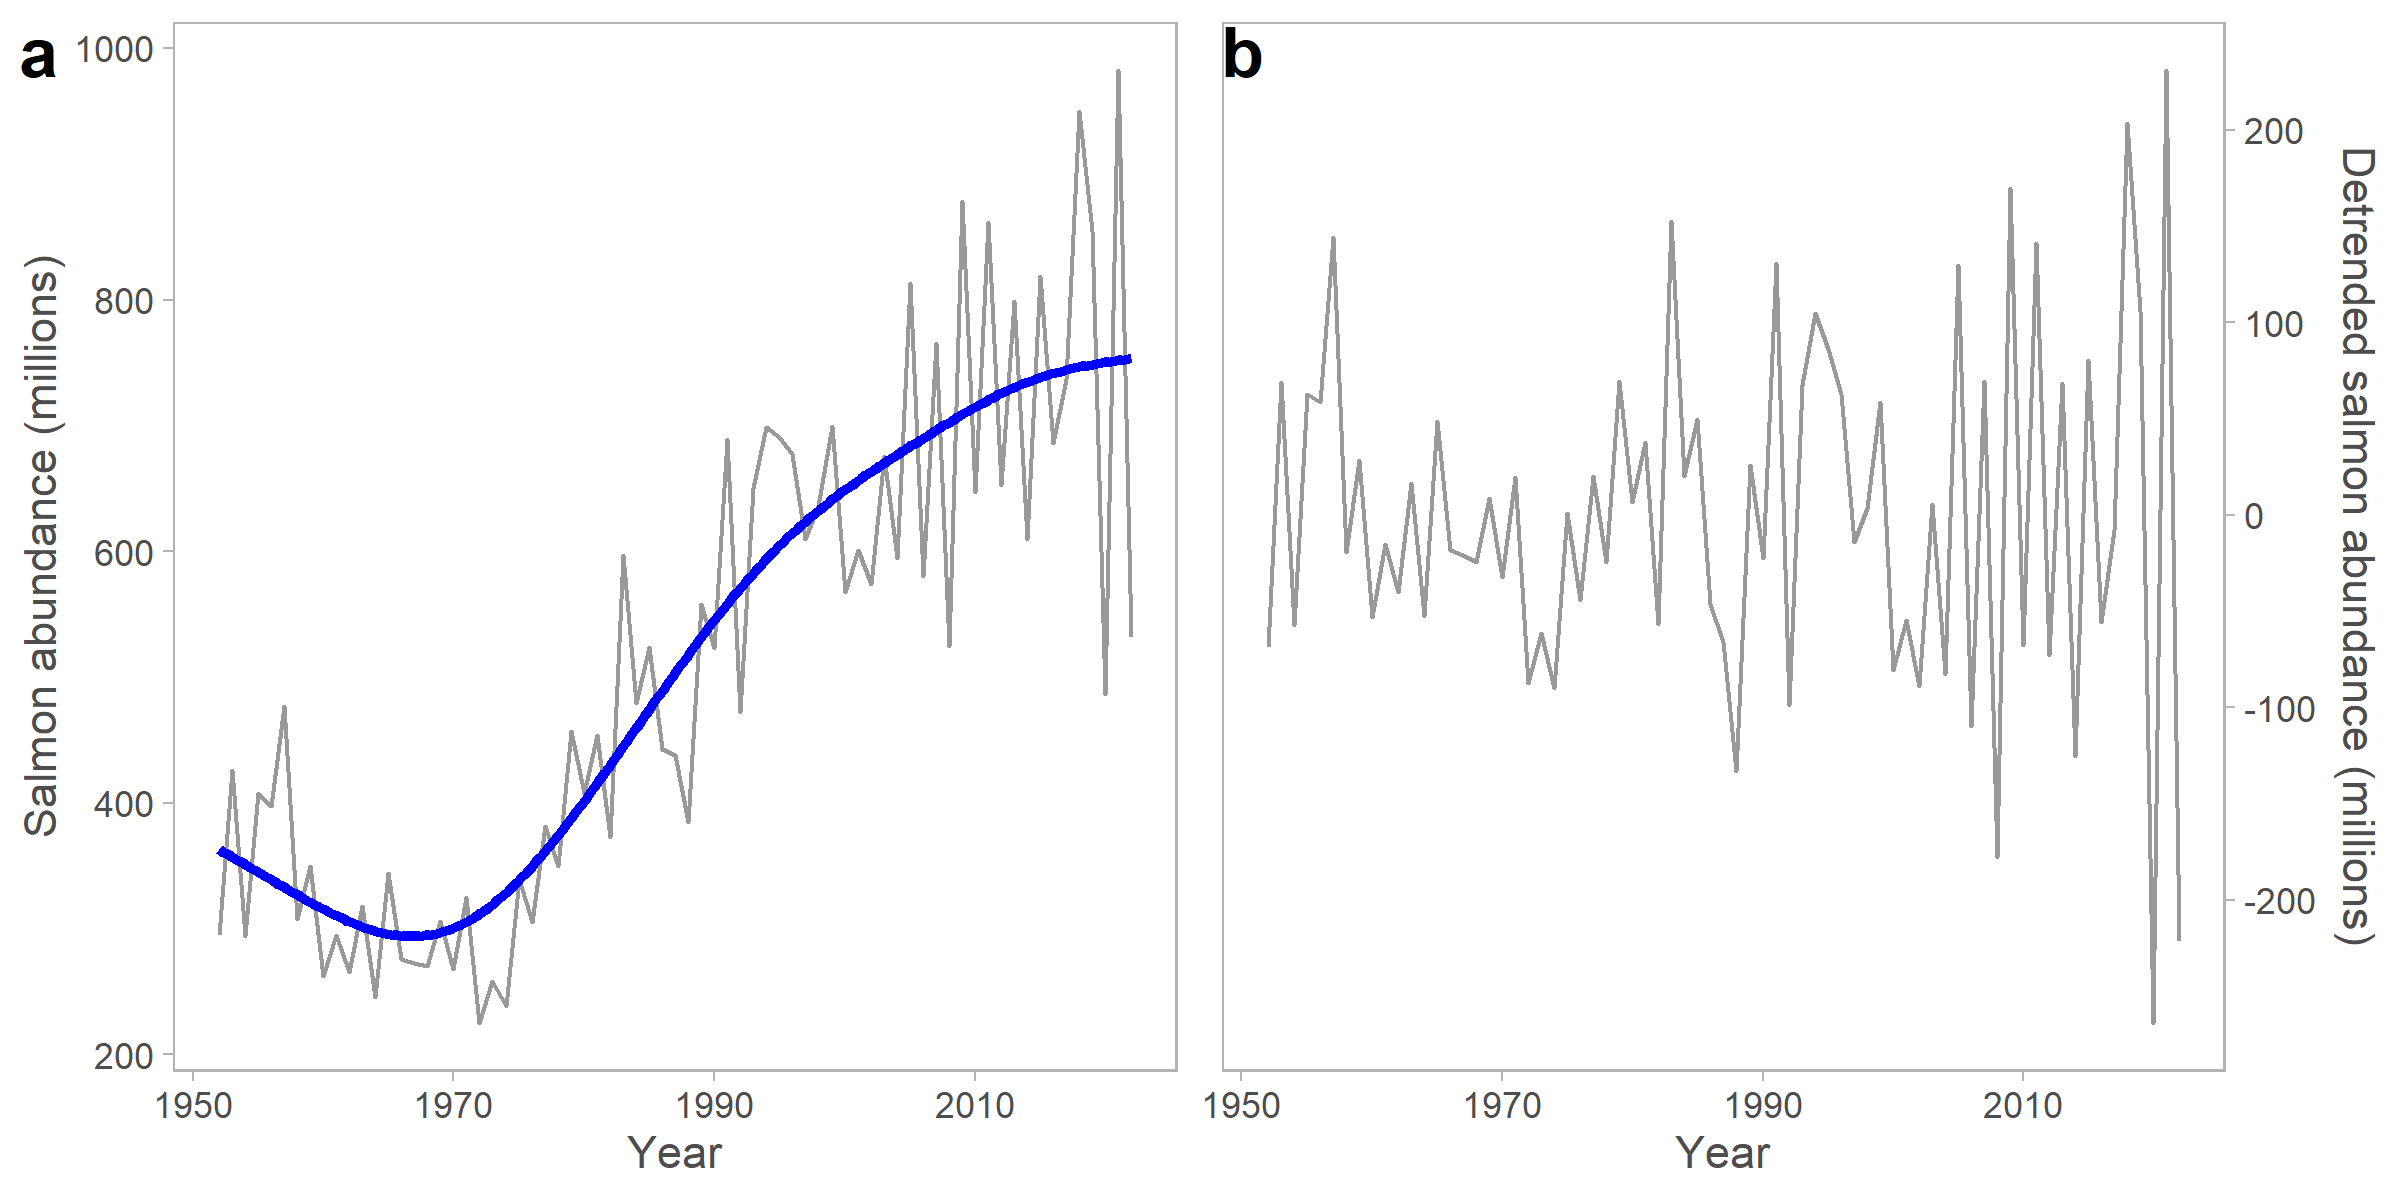 a
1000
800
600
400
200
Salmon abundance (millions)
1950 1970 1990 2010
Year
b
200
100
0
-100
-200
Detrended salmon abundance (millions)
1950 1970 1990 2010
Year